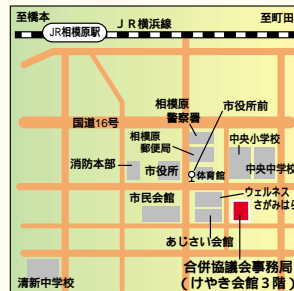 至橋本
JR横浜線
至町田
JR相模原駅
国道16号
相模原
警察署
市役所前
相模原
郵便局
中央小学校
消防本部
市役所
体育館
中央中学校
市民会館
ウェルネス
さがみはら
あじさい会館
合併協議会事務局
(けやき会館3階)
清新中学校